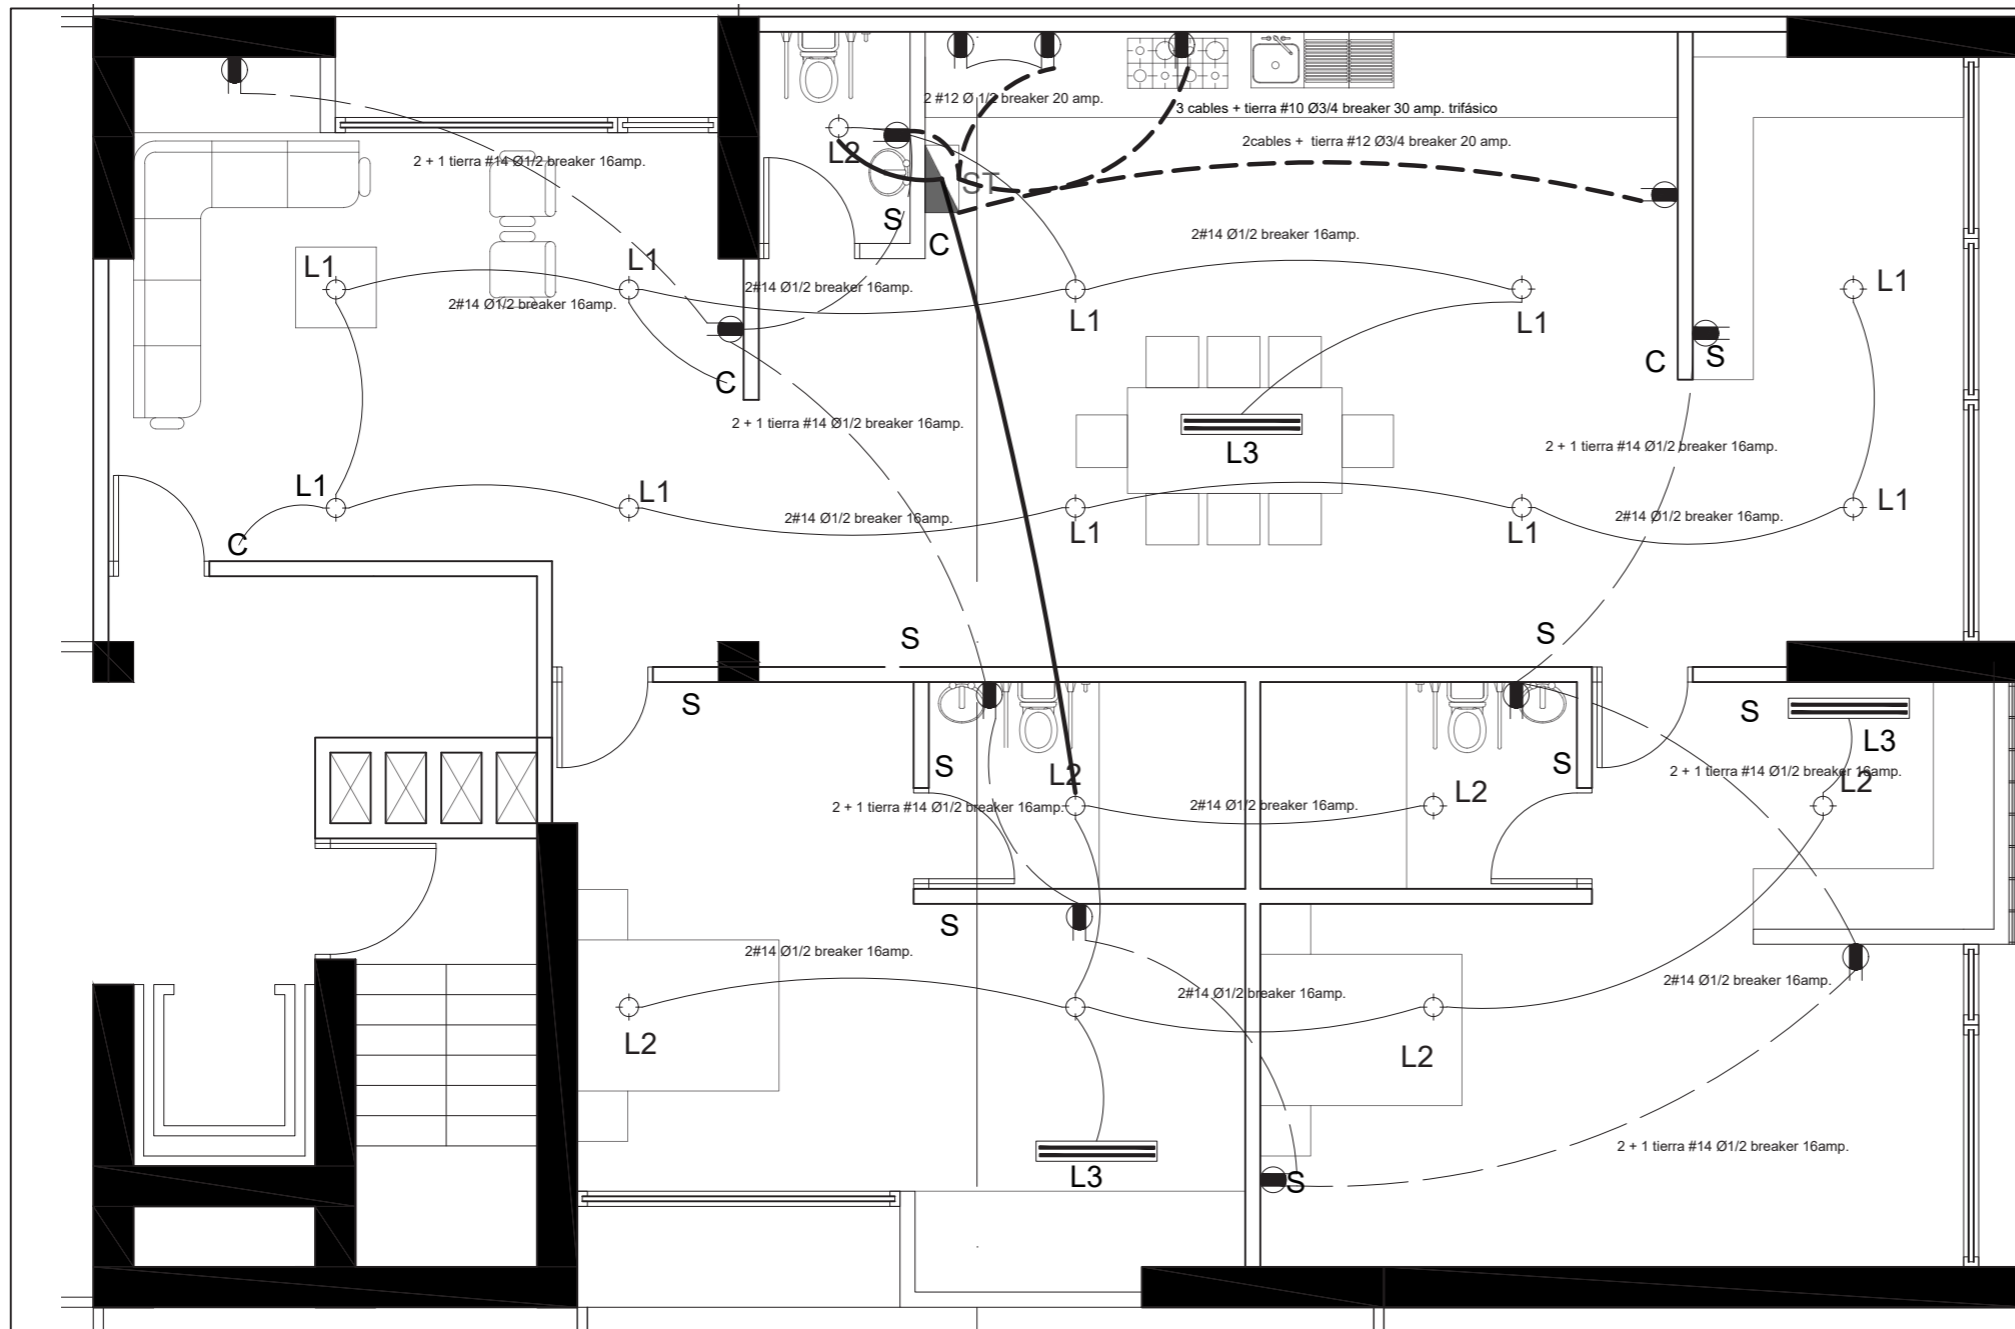 2 #12 Ø 1/2 breaker 20 amp.
3 cables + tierra #10 Ø3/4 breaker 30 amp. trifásico
2cables + tierra #12 Ø3/4 breaker 20 amp.
L2
2 + 1 tierra #14 Ø1/2 breaker 16amp.
ST
S
C
2#14 Ø1/2 breaker 16amp.
L1
L1
2#14 Ø1/2 breaker 16amp.
2#14 Ø1/2 breaker 16amp.
L1
L1
L1
C
C
S
2 + 1 tierra #14 Ø1/2 breaker 16amp.
L3
2 + 1 tierra #14 Ø1/2 breaker 16amp.
L1
L1
L1
L1
L1
2#14 Ø1/2 breaker 16amp.
2#14 Ø1/2 breaker 16amp.
C
S
S
S
S
S
S
L3
L2
L2
L2
2 + 1 tierra #14 Ø1/2 breaker 16amp.
2 + 1 tierra #14 Ø1/2 breaker 16amp.
2#14 Ø1/2 breaker 16amp.
S
2#14 Ø1/2 breaker 16amp.
2#14 Ø1/2 breaker 16amp.
2#14 Ø1/2 breaker 16amp.
L2
L2
2 + 1 tierra #14 Ø1/2 breaker 16amp.
L3
S